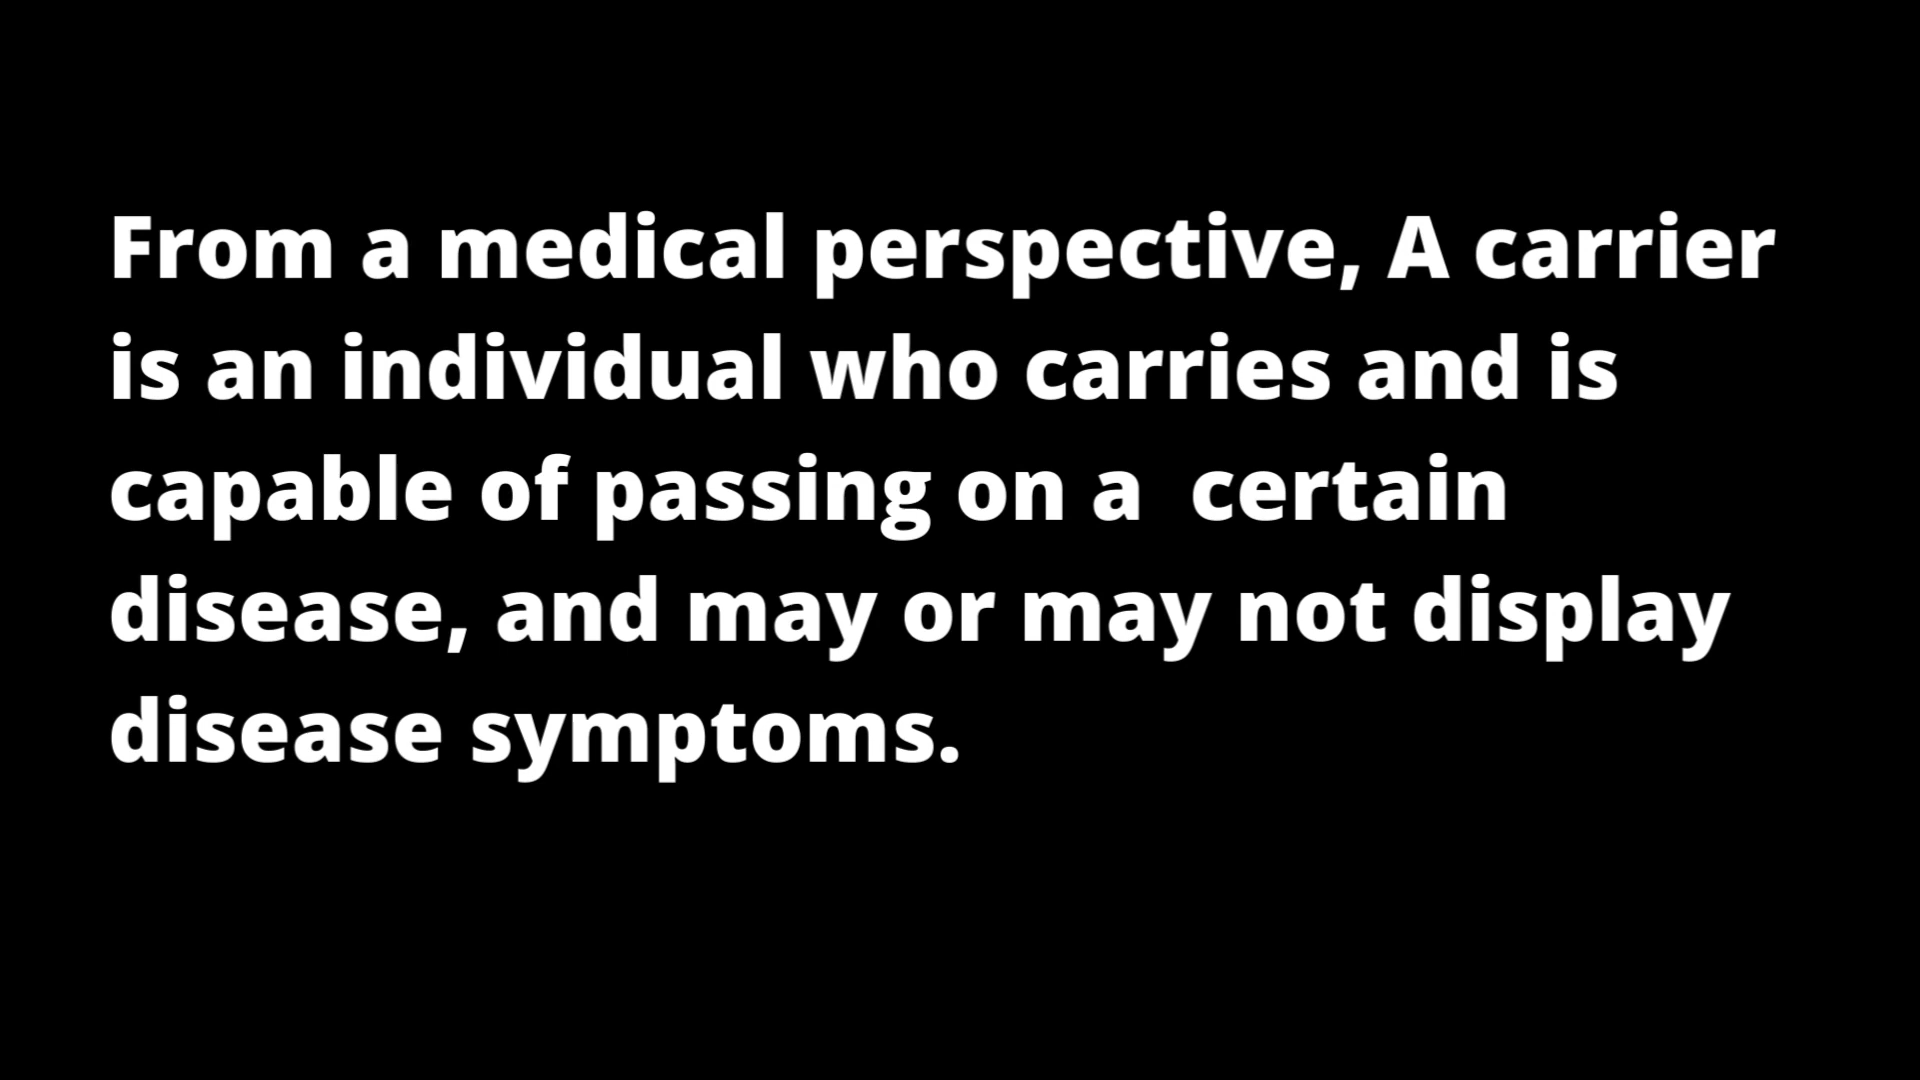 From a medical perspective, A carrier
is an individual who carries and is
capable of passing on a  certain
disease, and may or may not display
disease symptoms.